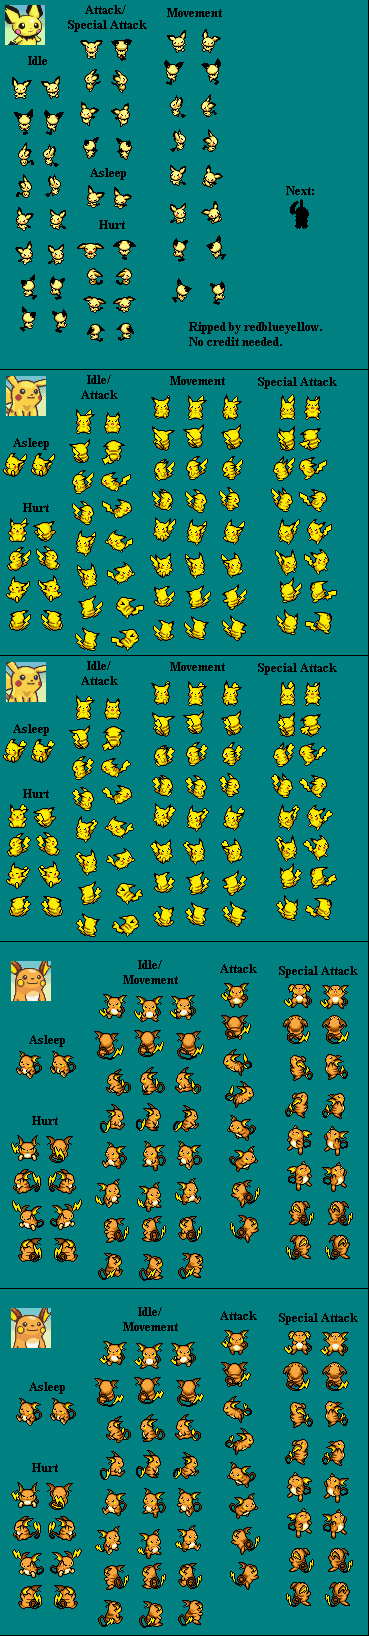 Attack/
Special Attack
Movement
Idle
Asleep
Hurt
Next:
Ripped by redblueyellow.
No credit needed.
Idle/
Attack
Movement
Special Attack
Asleep
Hurt
Idle/
Attack
Movement
Special Attack
Asleep
Hurt
Idle/
Movement
Attack
Special Attack
Asleep
Hurt
Idle/
Movement
Attack
Special Attack
Asleep
Hurt